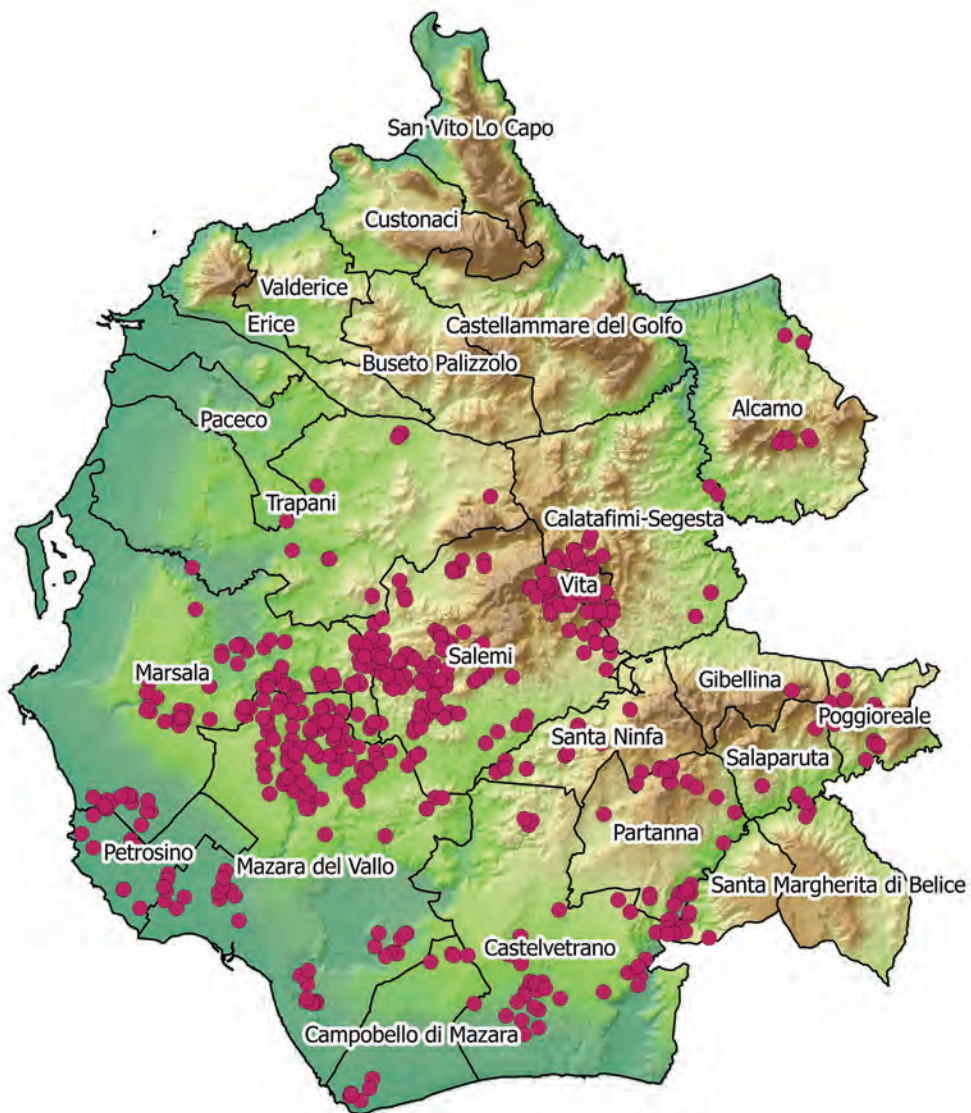 San Vito Lo Capo
Custonaci
Valderice
Erice
Castellammare del Golfo
Buseto Palizzolo
Alcamo
Paceco
Trapani
Calatafimi-Segesta
Vita
Salemi
Marsala
Gibellina
Poggioreale
Santa Ninfa
Salaparuta
Partanna
Petrosino
Mazara del Vallo
Santa Margherita di Belice
Castelvetrano
Campobello di Mazara